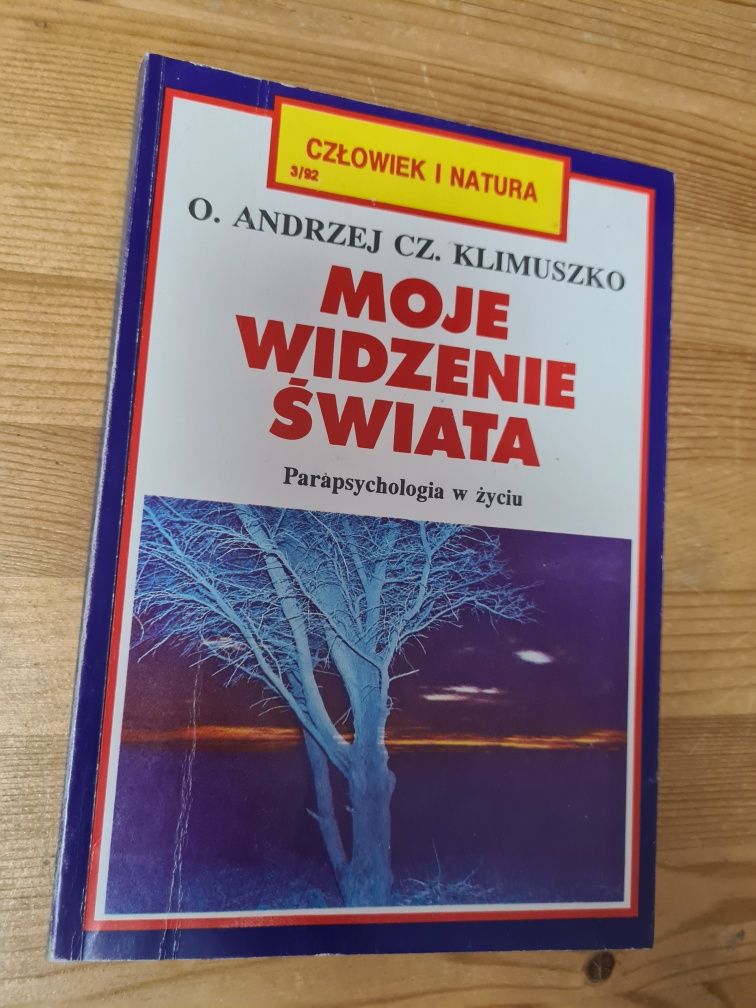 CZŁOWIEK I NATURA
3/92
O. ANDRZEJ CZ. KLIMUSZKO
MOJE
WIDZENIE
ŚWIATA
Parapsychologia w życiu